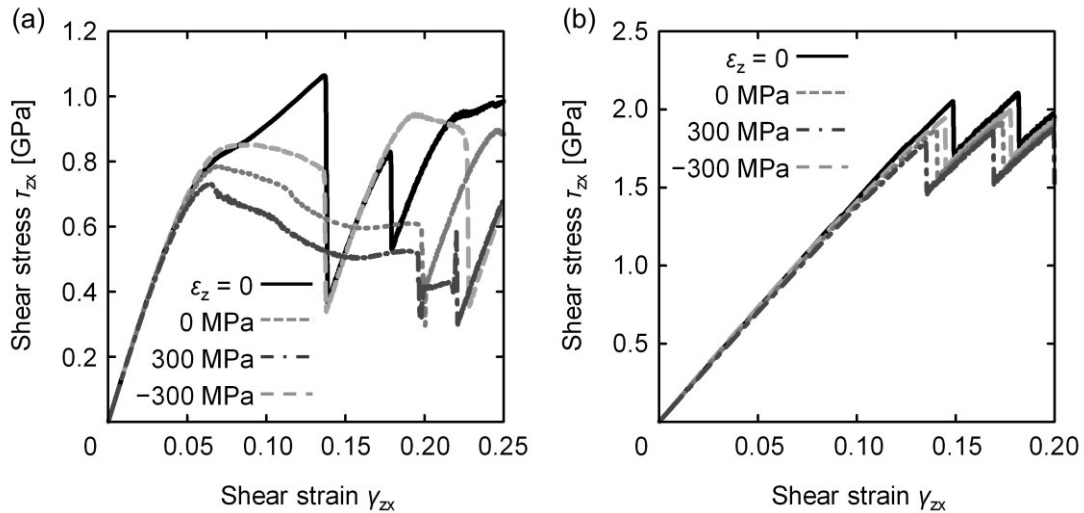 (a)
1.2
1.0
0.8
0.6
0.4
0.2
0
0.05
0.10
0.15
0.20
0.25
Shear stress τzx [GPa]
Shear strain γzx
εz = 0
0 MPa
300 MPa
−300 MPa
(b)
2.5
2.0
1.5
1.0
0.5
0
0.05
0.10
0.15
0.20
Shear stress τzx [GPa]
Shear strain γzx
εz = 0
0 MPa
300 MPa
−300 MPa